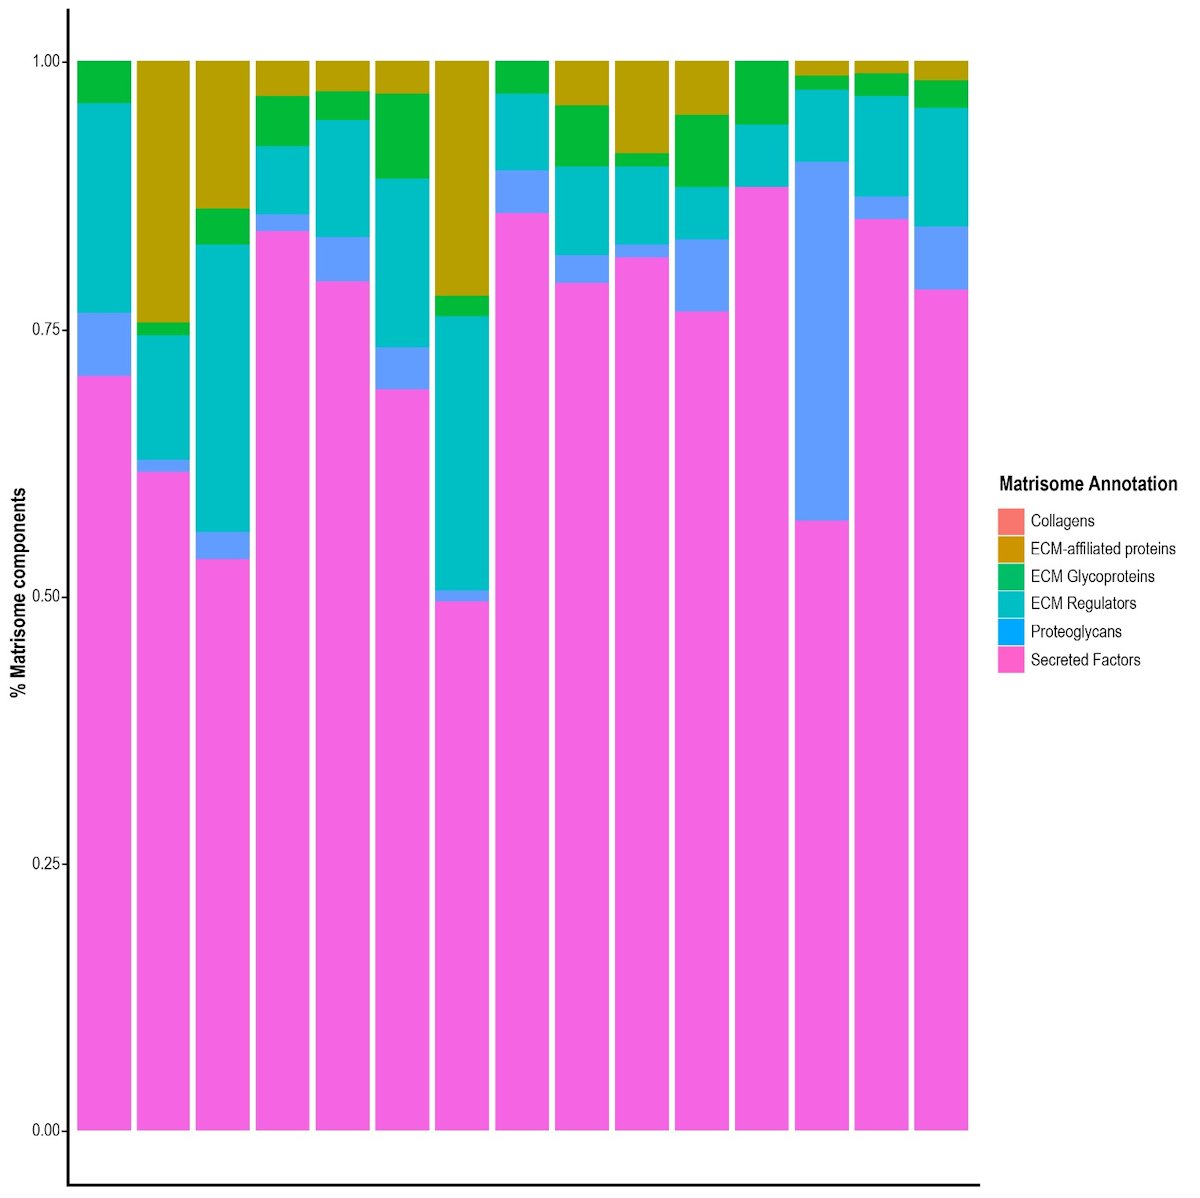 1.00
0.75
0.50
0.25
0.00
% Matrisome components
Matrisome Annotation
Collagens
ECM-affiliated proteins
ECM Glycoproteins
ECM Regulators
Proteoglycans
Secreted Factors